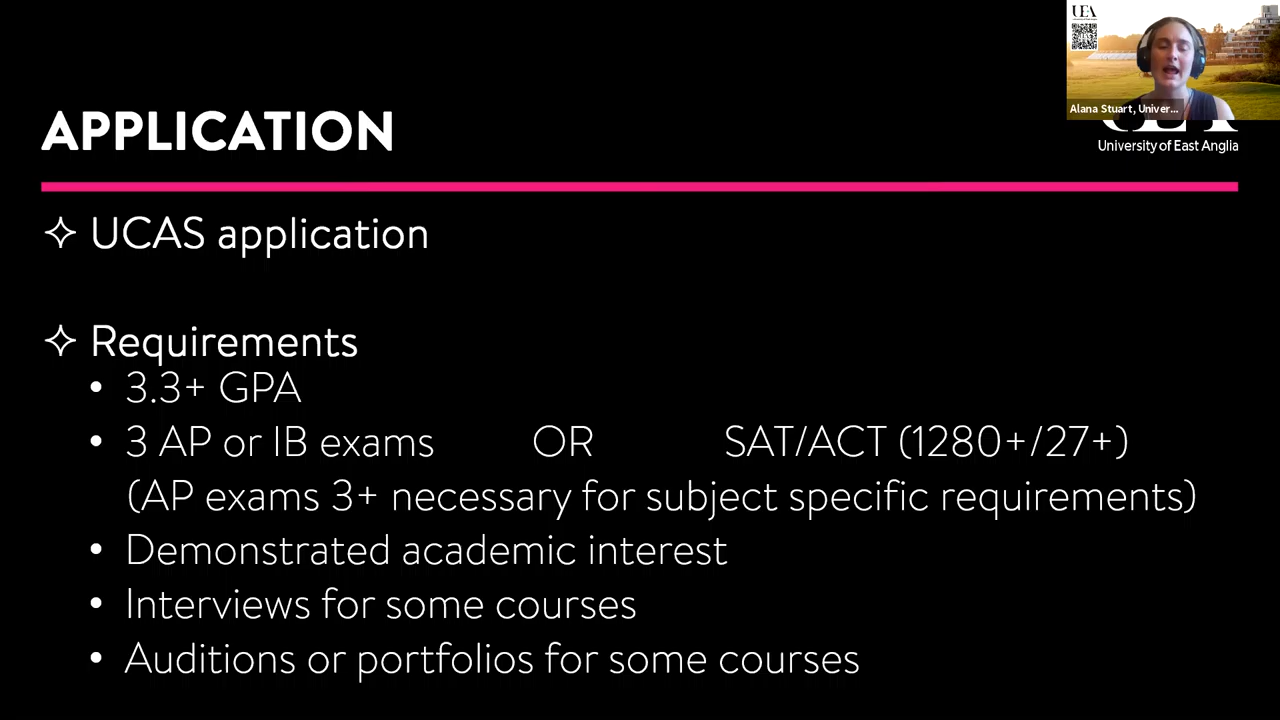 UEA
Alana Stuart, Univer...
University of East Anglia
APPLICATION
UCAS application
Requirements
• 3.3+ GPA
• 3 AP or IB exams OR SAT/ACT (1280+/27+)
(AP exams 3+ necessary for subject specific requirements)
• Demonstrated academic interest
• Interviews for some courses
• Auditions or portfolios for some courses